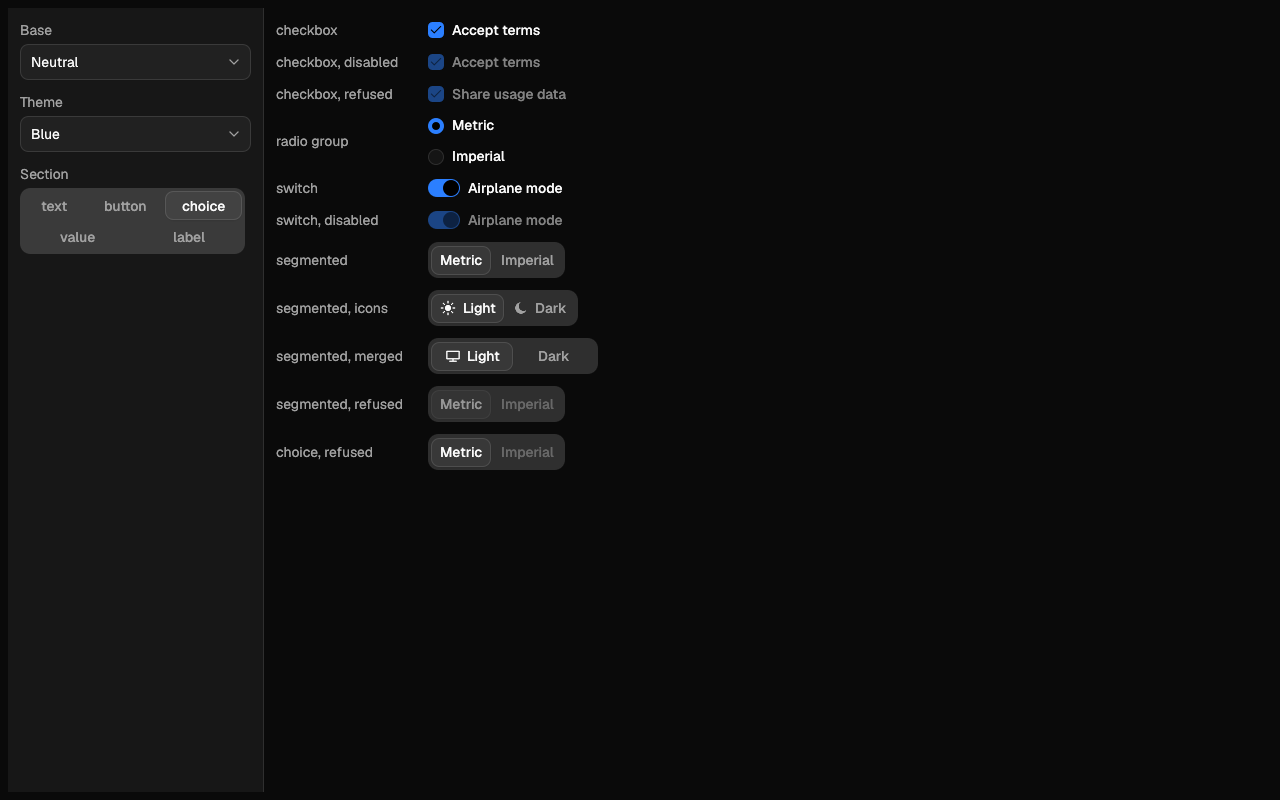 Base
Neutral
Theme
Blue
Section
text button choice
value label
checkbox Accept terms
checkbox, disabled Accept terms
checkbox, refused Share usage data
radio group Metric
Imperial
switch Airplane mode
switch, disabled Airplane mode
segmented Metric Imperial
segmented, icons Light Dark
segmented, merged Light Dark
segmented, refused Metric Imperial
choice, refused Metric Imperial